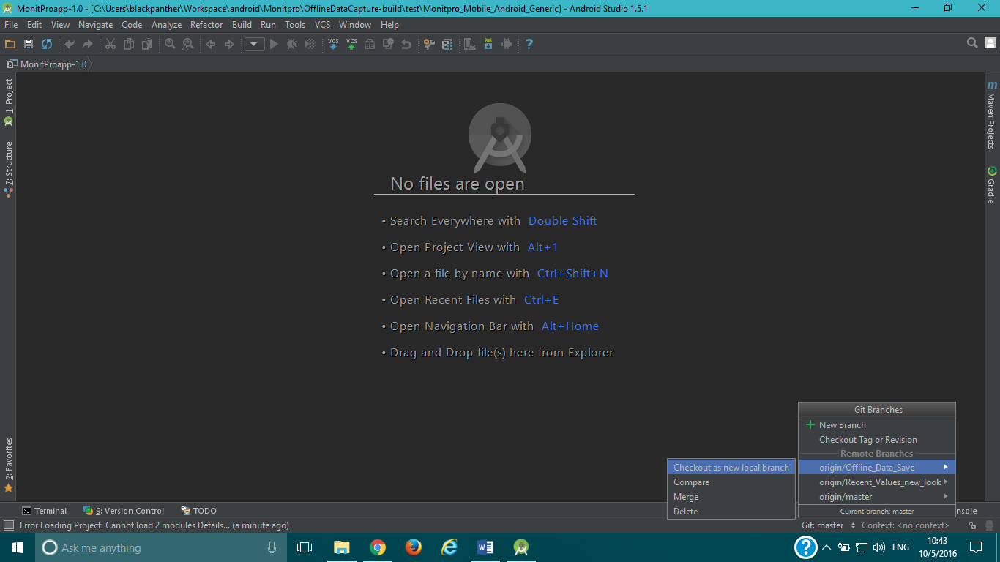 MonitProapp-1.0 - [C:\Users\blackpanther\Workspace\android\Monitpro\OfflineDataCapture-build\test\Monitpro_Mobile_Android_Generic] - Android Studio 1.5.1
File Edit View Navigate Code Analyze Refactor Build Run Tools VCS Window Help
VCS VCS ?
MonitProapp-1.0
1: Project
7: Structure
2: Favorites
m Maven Projects
Gradle
No files are open
• Search Everywhere with Double Shift
• Open Project View with Alt+1
• Open a file by name with Ctrl+Shift+N
• Open Recent Files with Ctrl+E
• Open Navigation Bar with Alt+Home
• Drag and Drop file(s) here from Explorer
Git Branches
New Branch
Checkout Tag or Revision
Remote Branches
origin/Offline_Data_Save
origin/Recent_Values_new_look
origin/master
Current branch: master
Checkout as new local branch
Compare
Merge
Delete
Terminal 9: Version Control TODO nsole
Error Loading Project: Cannot load 2 modules Details... (a minute ago) Git: master Context: <no context>
Ask me anything W ? ENG 10:43
10/5/2016